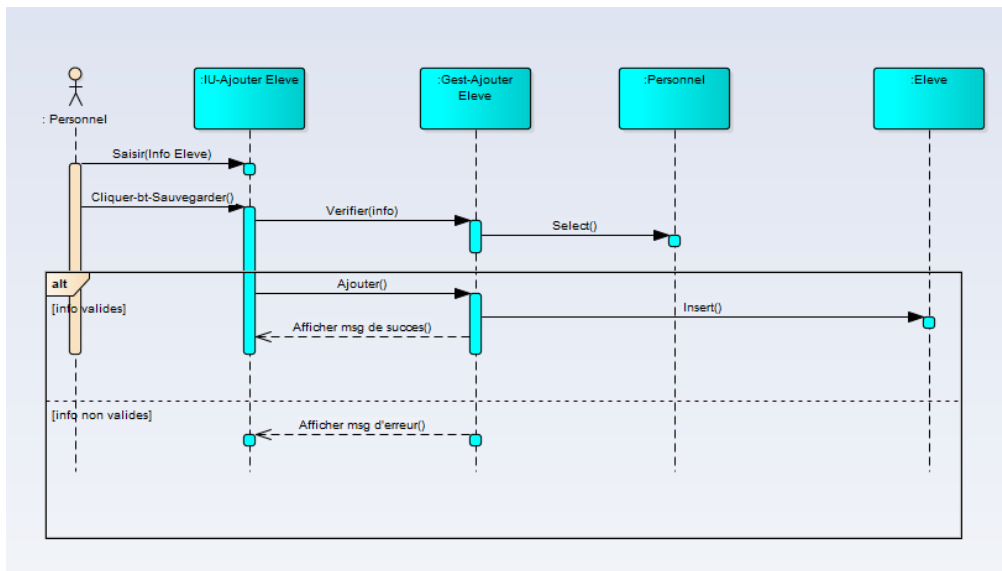 :IU-Ajouter Eleve
:Gest-Ajouter
Eleve
:Personnel
:Eleve
: Personnel
Saisir(Info Eleve)
Cliquer-bt-Sauvegarder()
Verifier(info)
Select()
alt
[info valides]
Ajouter()
Insert()
Afficher msg de succes()
[info non valides]
Afficher msg d'erreur()